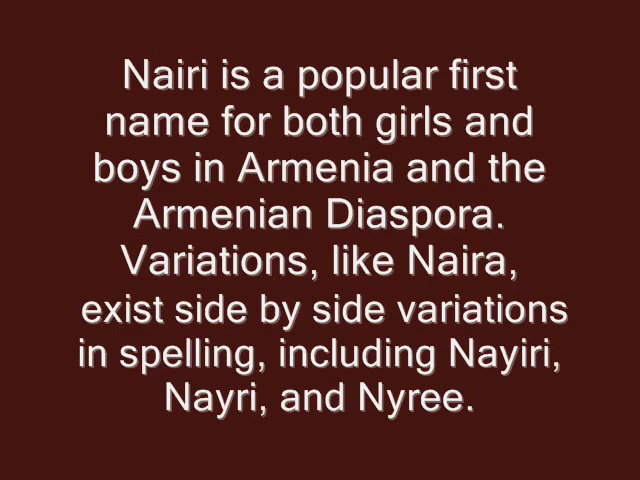 Nairi is a popular first
name for both girls and
boys in Armenia and the
Armenian Diaspora.
Variations, like Naira,
exist side by side variations
in spelling, including Nayiri,
Nayri, and Nyree.